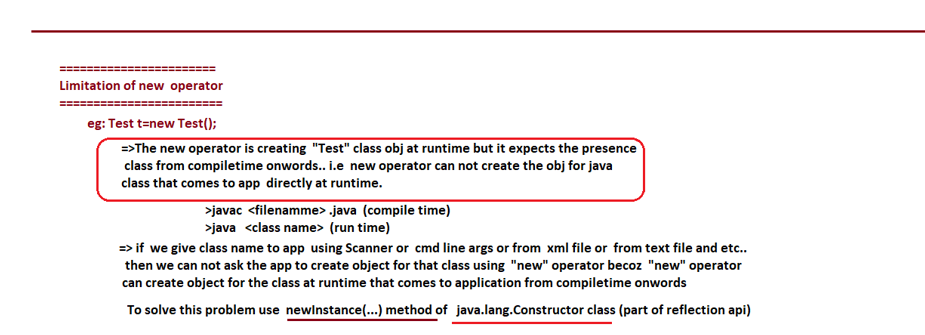 =======================
Limitation of new  operator
========================
eg: Test t=new Test();
=>The new operator is creating  "Test" class obj at runtime but it expects the presence
class from compiletime onwords.. i.e  new operator can not create the obj for java
class that comes to app  directly at runtime.
>javac  <filenamme> .java  (compile time)
>java   <class name>  (run time)
=> if  we give class name to app  using Scanner or  cmd line args or from  xml file or  from text file and etc..
then we can not ask the app to create object for that class using  "new" operator becoz  "new" operator
can create object for the class at runtime that comes to application from compiletime onwords
To solve this problem use  newInstance(...) method of  java.lang.Constructor class (part of reflection api)